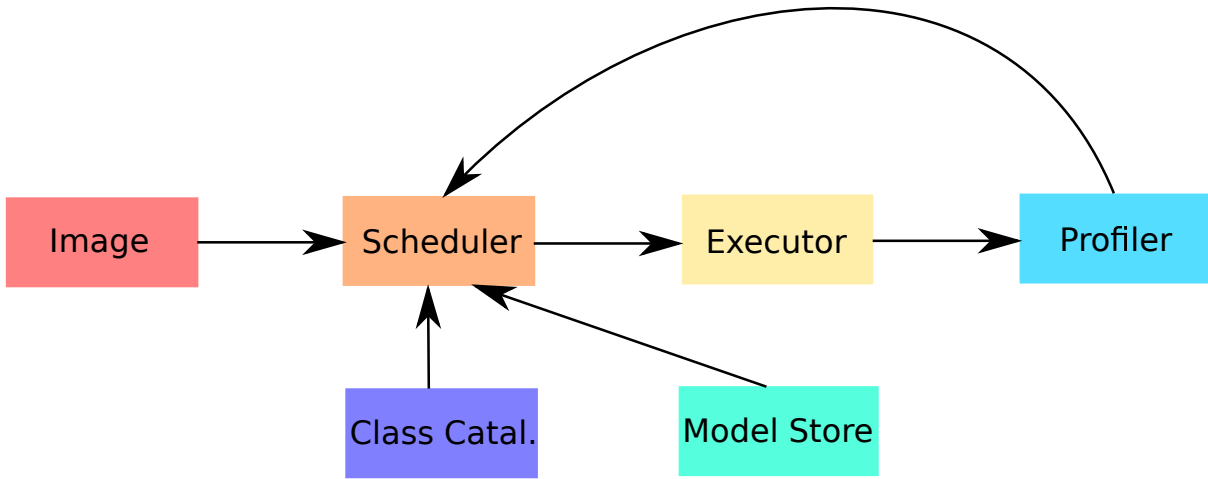 Image
Scheduler
Executor
Profiler
Class Catal.
Model Store